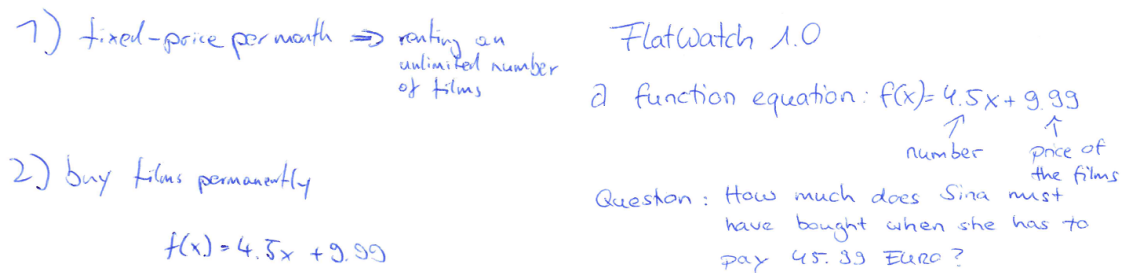 1) fixed-price per month ⇒ renting an
unlimited number
of films
2) buy films permanently
f(x) = 4.5x + 9.99
FlatWatch 1.0
a function equation: f(x) = 4.5x + 9.99
number price of
the films
Question: How much does Sina must
have bought when she has to
pay 45.99 EURO?